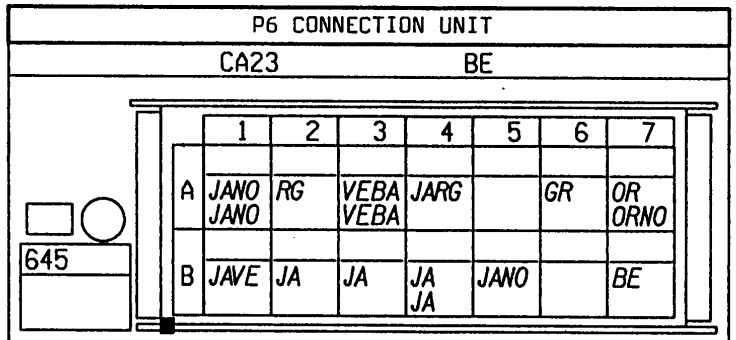 P6 CONNECTION UNIT
CA23 BE
1 2 3 4 5 6 7
A JANO RG VEBA JARG GR OR
JANO VEBA ORNO
645
B JAVE JA JA JA JANO BE
JA